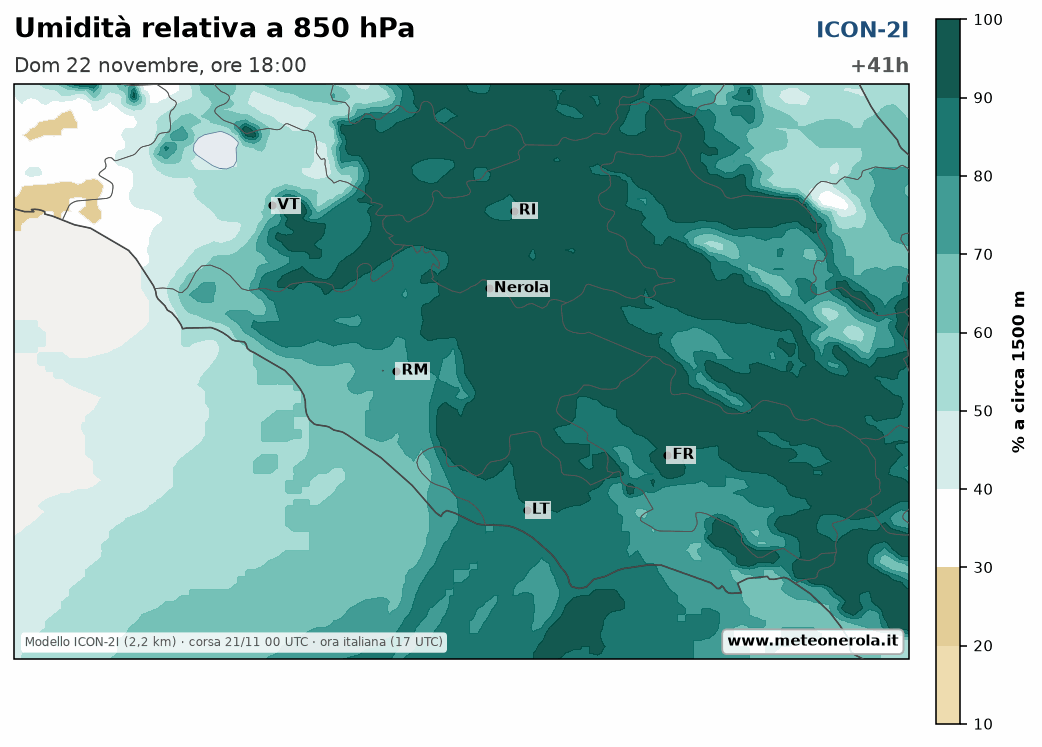 Umidità relativa a 850 hPa
ICON-2I
Dom 22 novembre, ore 18:00
+41h
VT
RI
Nerola
RM
FR
LT
Modello ICON-2I (2,2 km) · corsa 21/11 00 UTC · ora italiana (17 UTC)
www.meteonerola.it
100
90
80
70
60
50
40
30
20
10
% a circa 1500 m